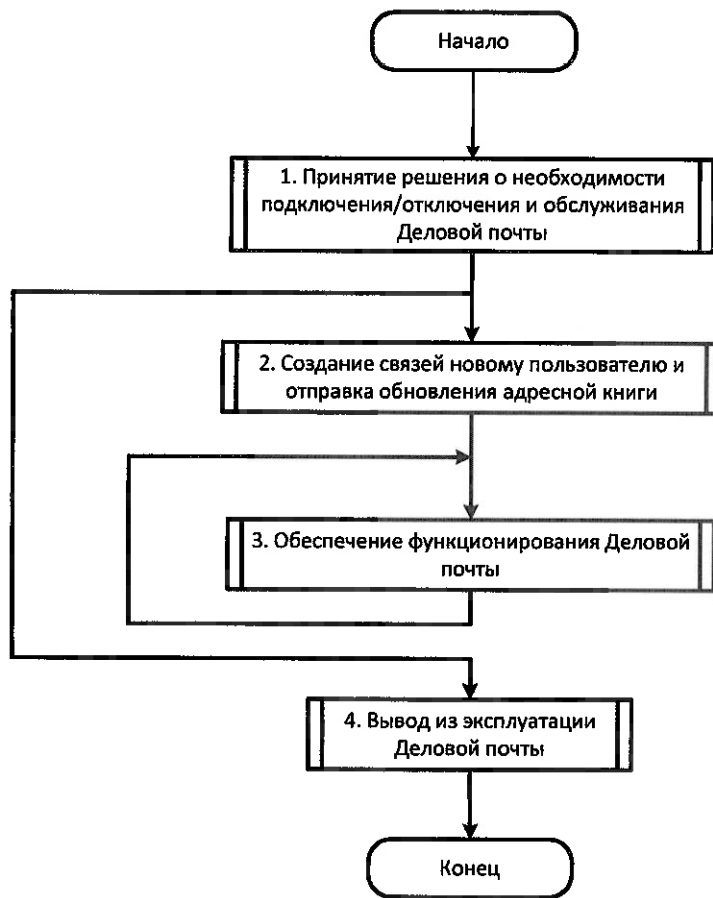 Начало
1. Принятие решения о необходимости
подключения/отключения и обслуживания
Деловой почты
2. Создание связей новому пользователю и
отправка обновления адресной книги
3. Обеспечение функционирования Деловой
почты
4. Вывод из эксплуатации
Деловой почты
Конец